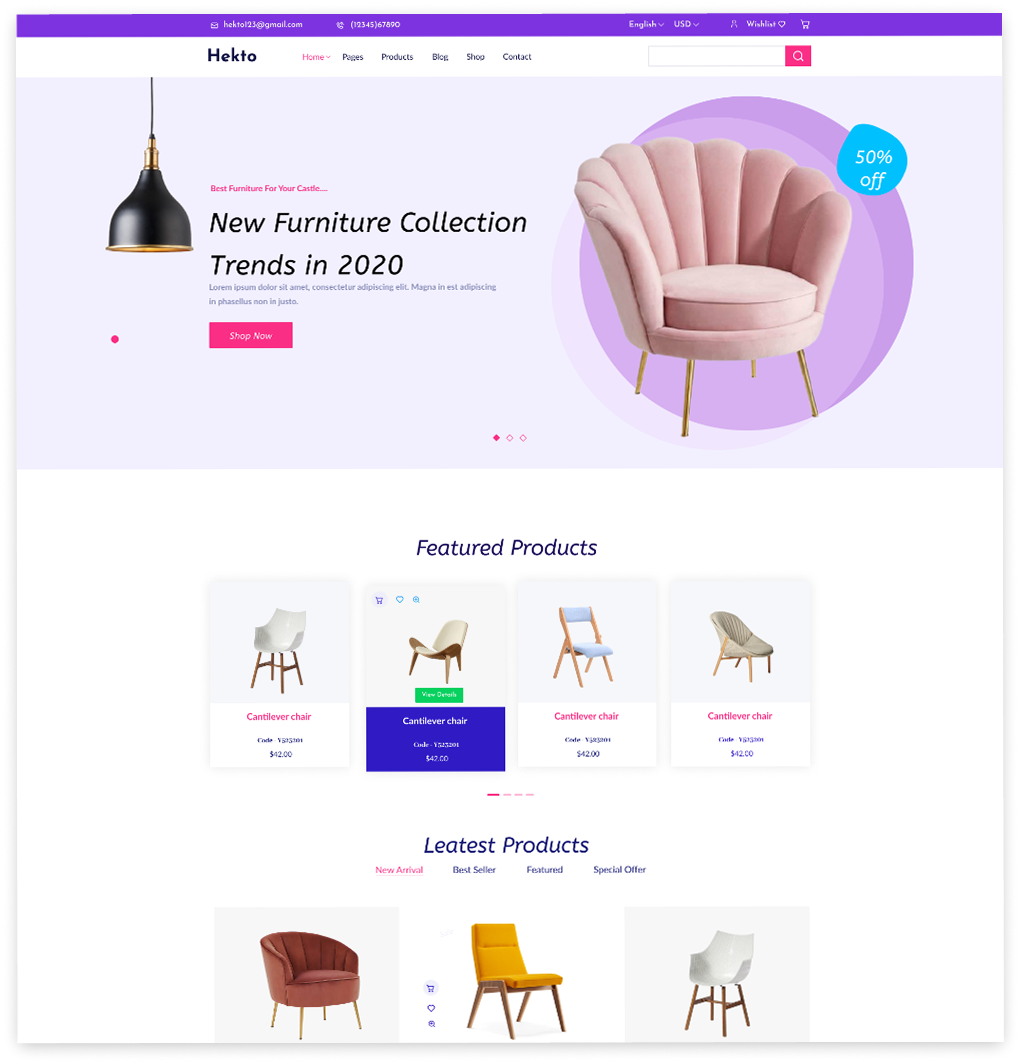 hekto123@gmail.com (12345)67890 English USD Wishlist
Hekto Home Pages Products Blog Shop Contact
50%
off
Best Furniture For Your Castle....
New Furniture Collection
Trends in 2020
Lorem ipsum dolor sit amet, consectetur adipiscing elit. Magna in est adipiscing
in phasellus non in justo.
Shop Now
Featured Products
View Details
Cantilever chair Cantilever chair Cantilever chair Cantilever chair
Code - Y523201 Code - Y523201 Code - Y523201 Code - Y523201
$42.00 $42.00 $42.00 $42.00
Leatest Products
New Arrival Best Seller Featured Special Offer